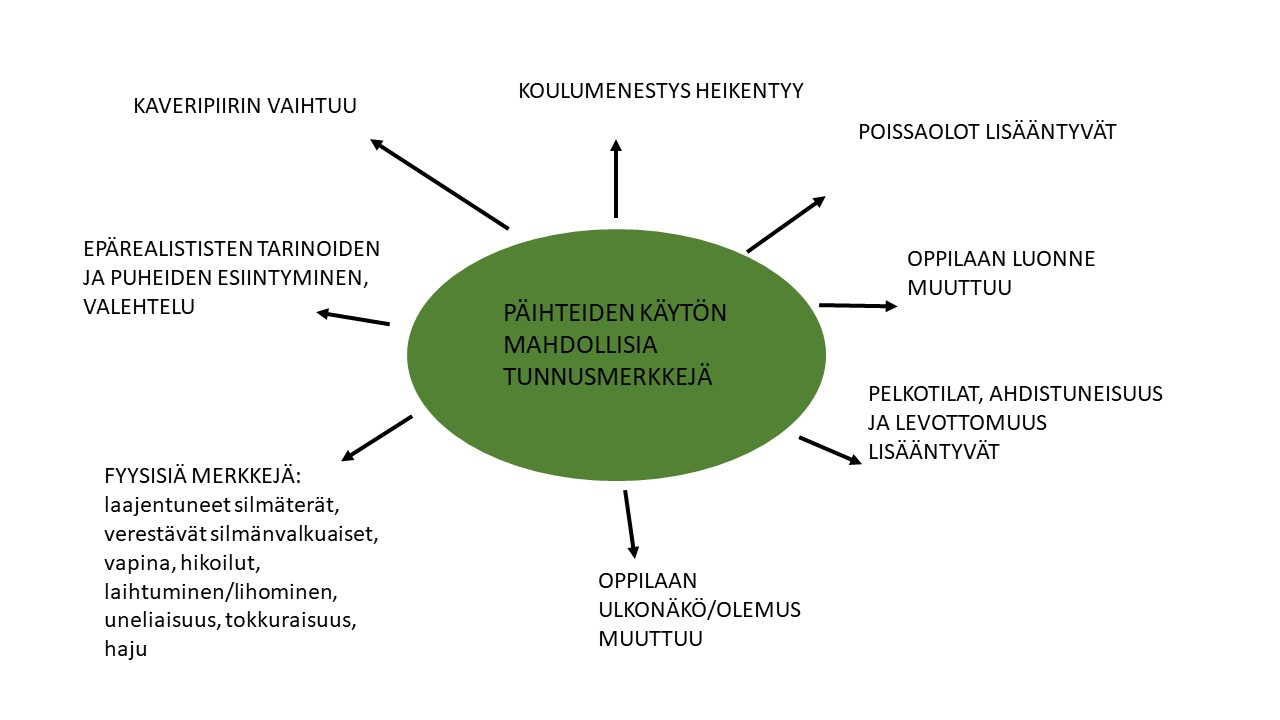 KAVERIPIIRIN VAIHTUU
KOULUMENESTYS HEIKENTYY
POISSAOLOT LISÄÄNTYVÄT
EPÄREALISTISTEN TARINOIDEN
JA PUHEIDEN ESIINTYMINEN,
VALEHTELU
OPPILAAN LUONNE
MUUTTUU
PÄIHTEIDEN KÄYTÖN
MAHDOLLISIA
TUNNUSMERKKEJÄ
PELKOTILAT, AHDISTUNEISUUS
JA LEVOTTOMUUS
LISÄÄNTYVÄT
FYYSISIÄ MERKKEJÄ:
laajentuneet silmäterät,
verestävät silmänvalkuaiset,
vapina, hikoilut,
laihtuminen/lihominen,
uneliaisuus, tokkuraisuus,
haju
OPPILAAN
ULKONÄKÖ/OLEMUS
MUUTTUU